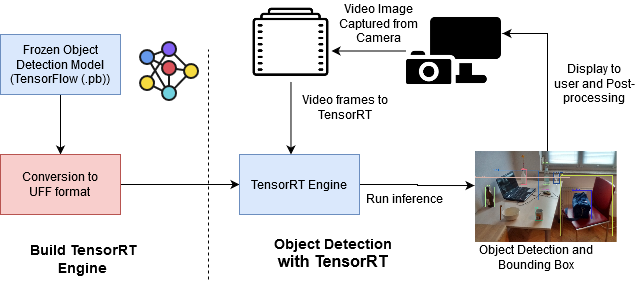 Frozen Object
Detection Model
(TensorFlow (.pb))
Conversion to
UFF format
Build TensorRT
Engine
Video Image
Captured from
Camera
Video frames to
TensorRT
TensorRT Engine
Run inference
Display to
user and Post-
processing
Object Detection and
Bounding Box
Object Detection
with TensorRT